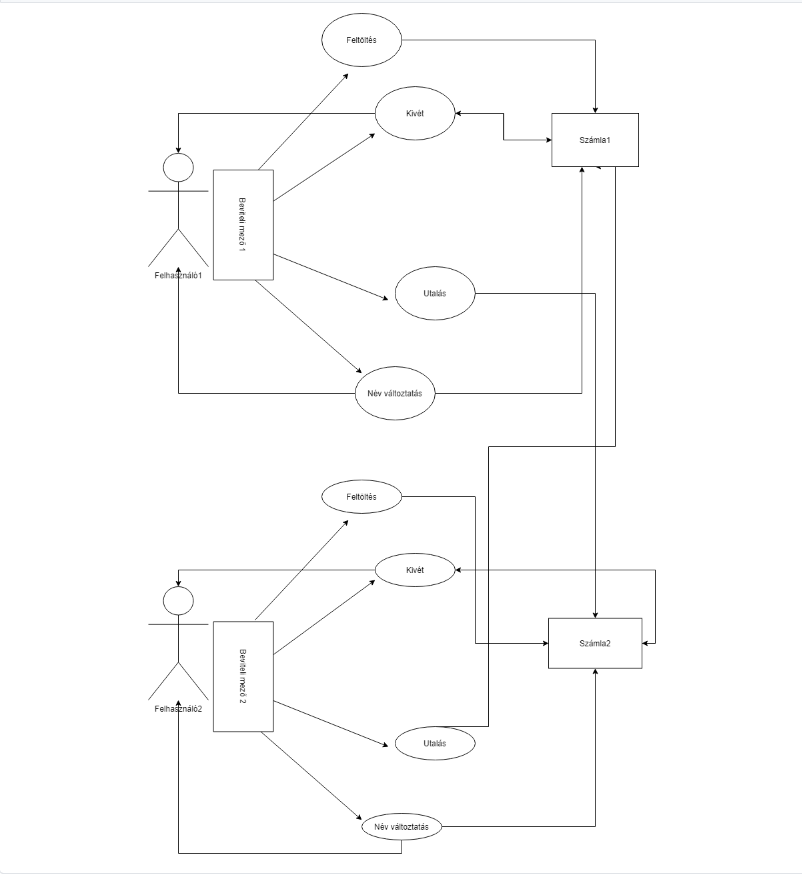 Feltöltés
Kivét
Számla1
Beviteli mező 1
Felhasználó1
Utalás
Név változtatás
Feltöltés
Kivét
Számla2
Beviteli mező 2
Felhasználó2
Utalás
Név változtatás